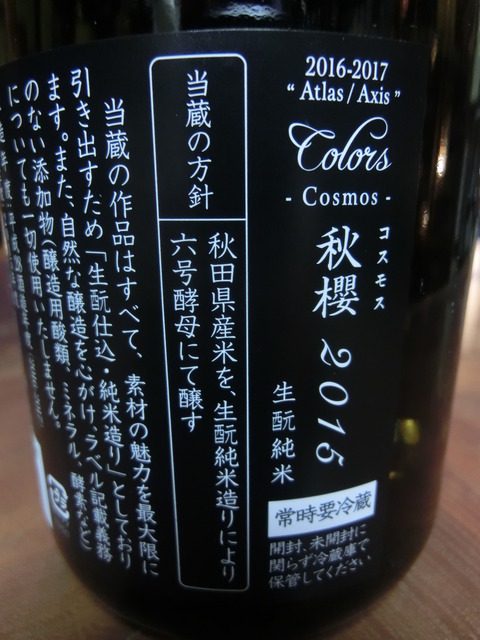 2016-2017
“ Atlas / Axis ”
Colors
- Cosmos -
コスモス
秋櫻 2015
生酛純米
常時要冷蔵
開封、未開封に
関らず冷蔵庫で、
保管してください。
当蔵の方針
秋田県産米を、生酛純米造りにより
六号酵母にて醸す
当蔵の作品はすべて、素材の魅力を最大限に
引き出すため「生酛仕込・純米造り」としており
ます。また、自然な醸造を心がけ、ラベル記載義務
のない添加物(醸造用酸類、ミネラル、酵素など)
についても一切使用いたしません。